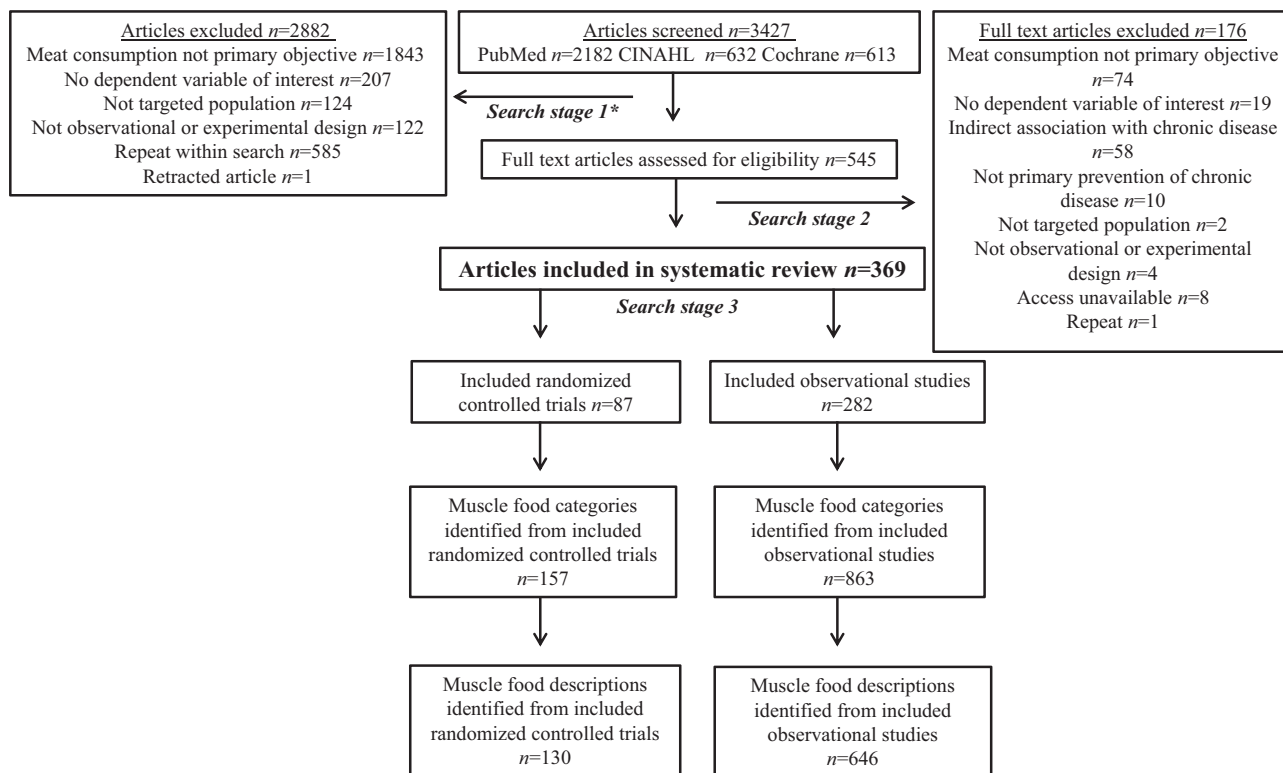 Articles excluded n=2882
Meat consumption not primary objective n=1843
No dependent variable of interest n=207
Not targeted population n=124
Not observational or experimental design n=122
Repeat within search n=585
Retracted article n=1
Articles screened n=3427
PubMed n=2182 CINAHL n=632 Cochrane n=613
Search stage 1*
Full text articles assessed for eligibility n=545
Search stage 2
Full text articles excluded n=176
Meat consumption not primary objective
n=74
No dependent variable of interest n=19
Indirect association with chronic disease
n=58
Not primary prevention of chronic
disease n=10
Not targeted population n=2
Not observational or experimental
design n=4
Access unavailable n=8
Repeat n=1
Articles included in systematic review n=369
Search stage 3
Included randomized
controlled trials n=87
Included observational studies
n=282
Muscle food categories
identified from included
randomized controlled trials
n=157
Muscle food categories
identified from included
observational studies
n=863
Muscle food descriptions
identified from included
randomized controlled trials
n=130
Muscle food descriptions
identified from included
observational studies
n=646